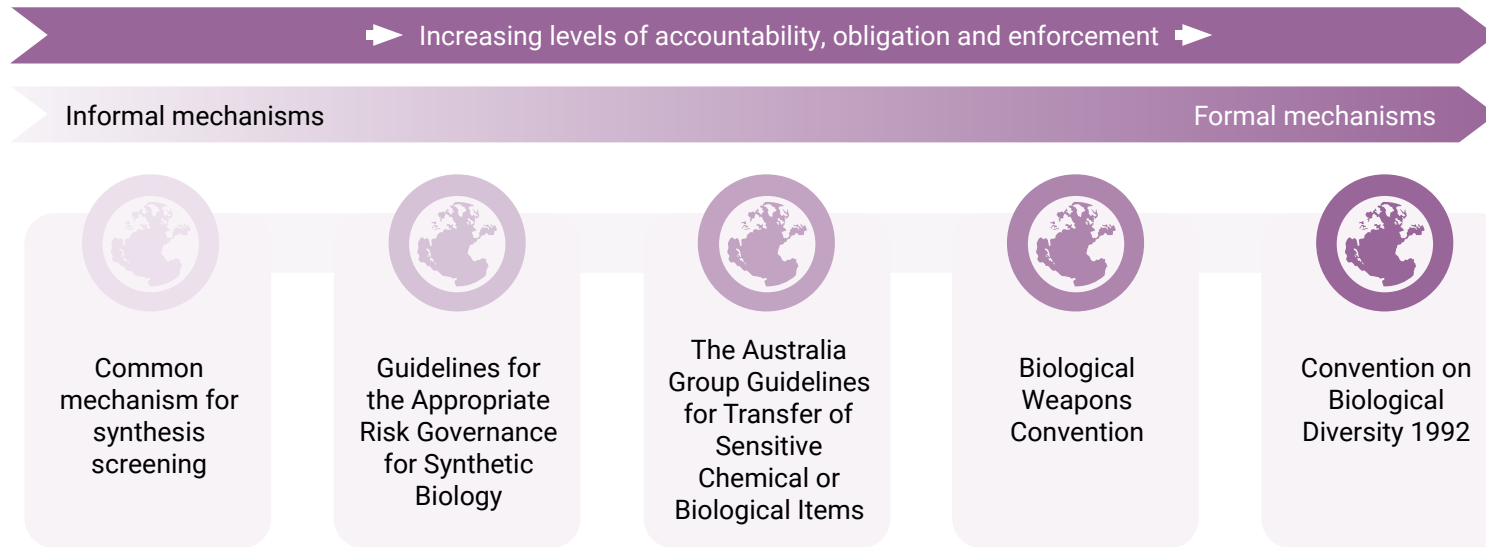 Increasing levels of accountability, obligation and enforcement
Informal mechanisms
Formal mechanisms
Common
mechanism for
synthesis
screening
Guidelines for
the Appropriate
Risk Governance
for Synthetic
Biology
The Australia
Group Guidelines
for Transfer of
Sensitive
Chemical or
Biological Items
Biological
Weapons
Convention
Convention on
Biological
Diversity 1992